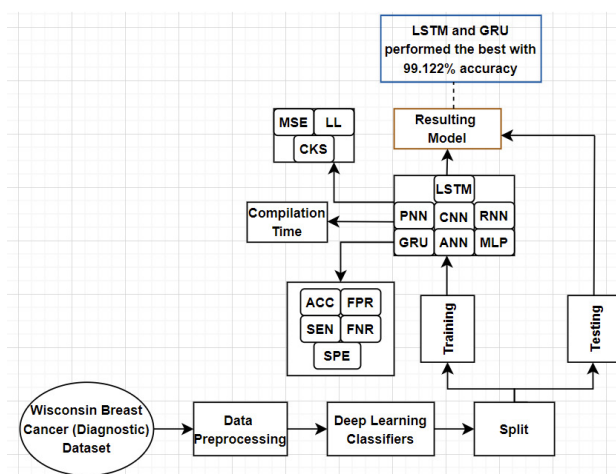 LSTM and GRU
performed the best with
99.122% accuracy
MSE LL
CKS
Resulting
Model
LSTM
PNN CNN RNN
GRU ANN MLP
Compilation
Time
ACC FPR
SEN FNR
SPE
Training
Testing
Wisconsin Breast
Cancer (Diagnostic)
Dataset
Data
Preprocessing
Deep Learning
Classifiers
Split